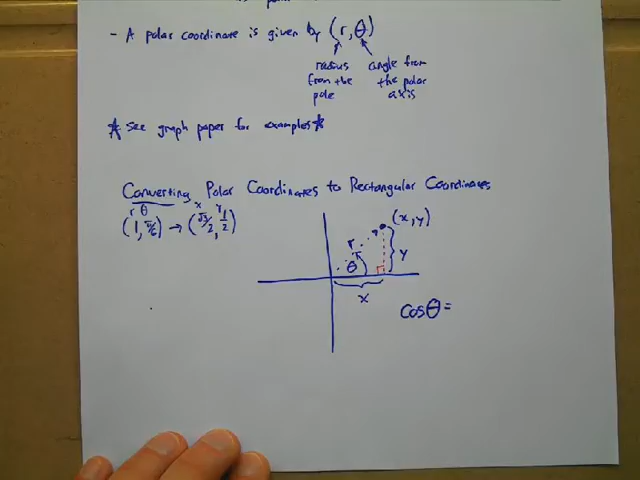 - A polar coordinate is given by (r, θ)
radius from the pole
angle from the polar axis
* See graph paper for examples *
Converting Polar Coordinates to Rectangular Coordinates
r θ x y
(1, π/6) → (√3/2, 1/2)
(x, y)
r
θ
y
x
cosθ =